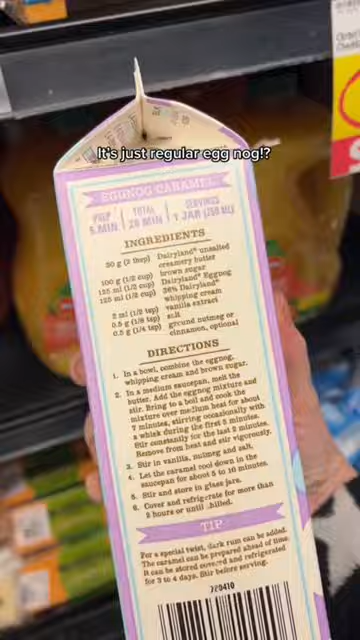 It's just regular egg nog!?
EGGNOG CARAMEL
PREP TOTAL SERVINGS
5 MIN 20 MIN 1 JAR (250 ML)
INGREDIENTS
30 g (2 tbsp) Dairyland® unsalted
creamery butter
100 g (1/2 cup) brown sugar
125 ml (1/2 cup) Dairyland® Eggnog
125 ml (1/2 cup) 36% Dairyland®
whipping cream
2 ml (1/2 tsp) vanilla extract
0.5 g (1/8 tsp) salt
0.5 g (1/4 tsp) ground nutmeg or
cinnamon, optional
DIRECTIONS
1. In a bowl, combine the eggnog,
whipping cream and brown sugar.
2. In a medium saucepan, melt the
butter. Add the eggnog mixture and
stir. Bring to a boil and cook the
mixture over medium heat for about
7 minutes, stirring occasionally with
a whisk during the first 5 minutes.
Stir constantly for the last 2 minutes.
Remove from heat and stir vigorously.
3. Stir in vanilla, nutmeg and salt.
4. Let the caramel cool down in the
saucepan for about 5 to 10 minutes.
5. Stir and store in glass jars.
6. Cover and refrigerate for more than
2 hours or until chilled.
TIP
For a special twist, dark rum can be added.
The caramel can be prepared ahead of time.
It can be stored covered and refrigerated
for 3 to 4 days. Stir before serving.